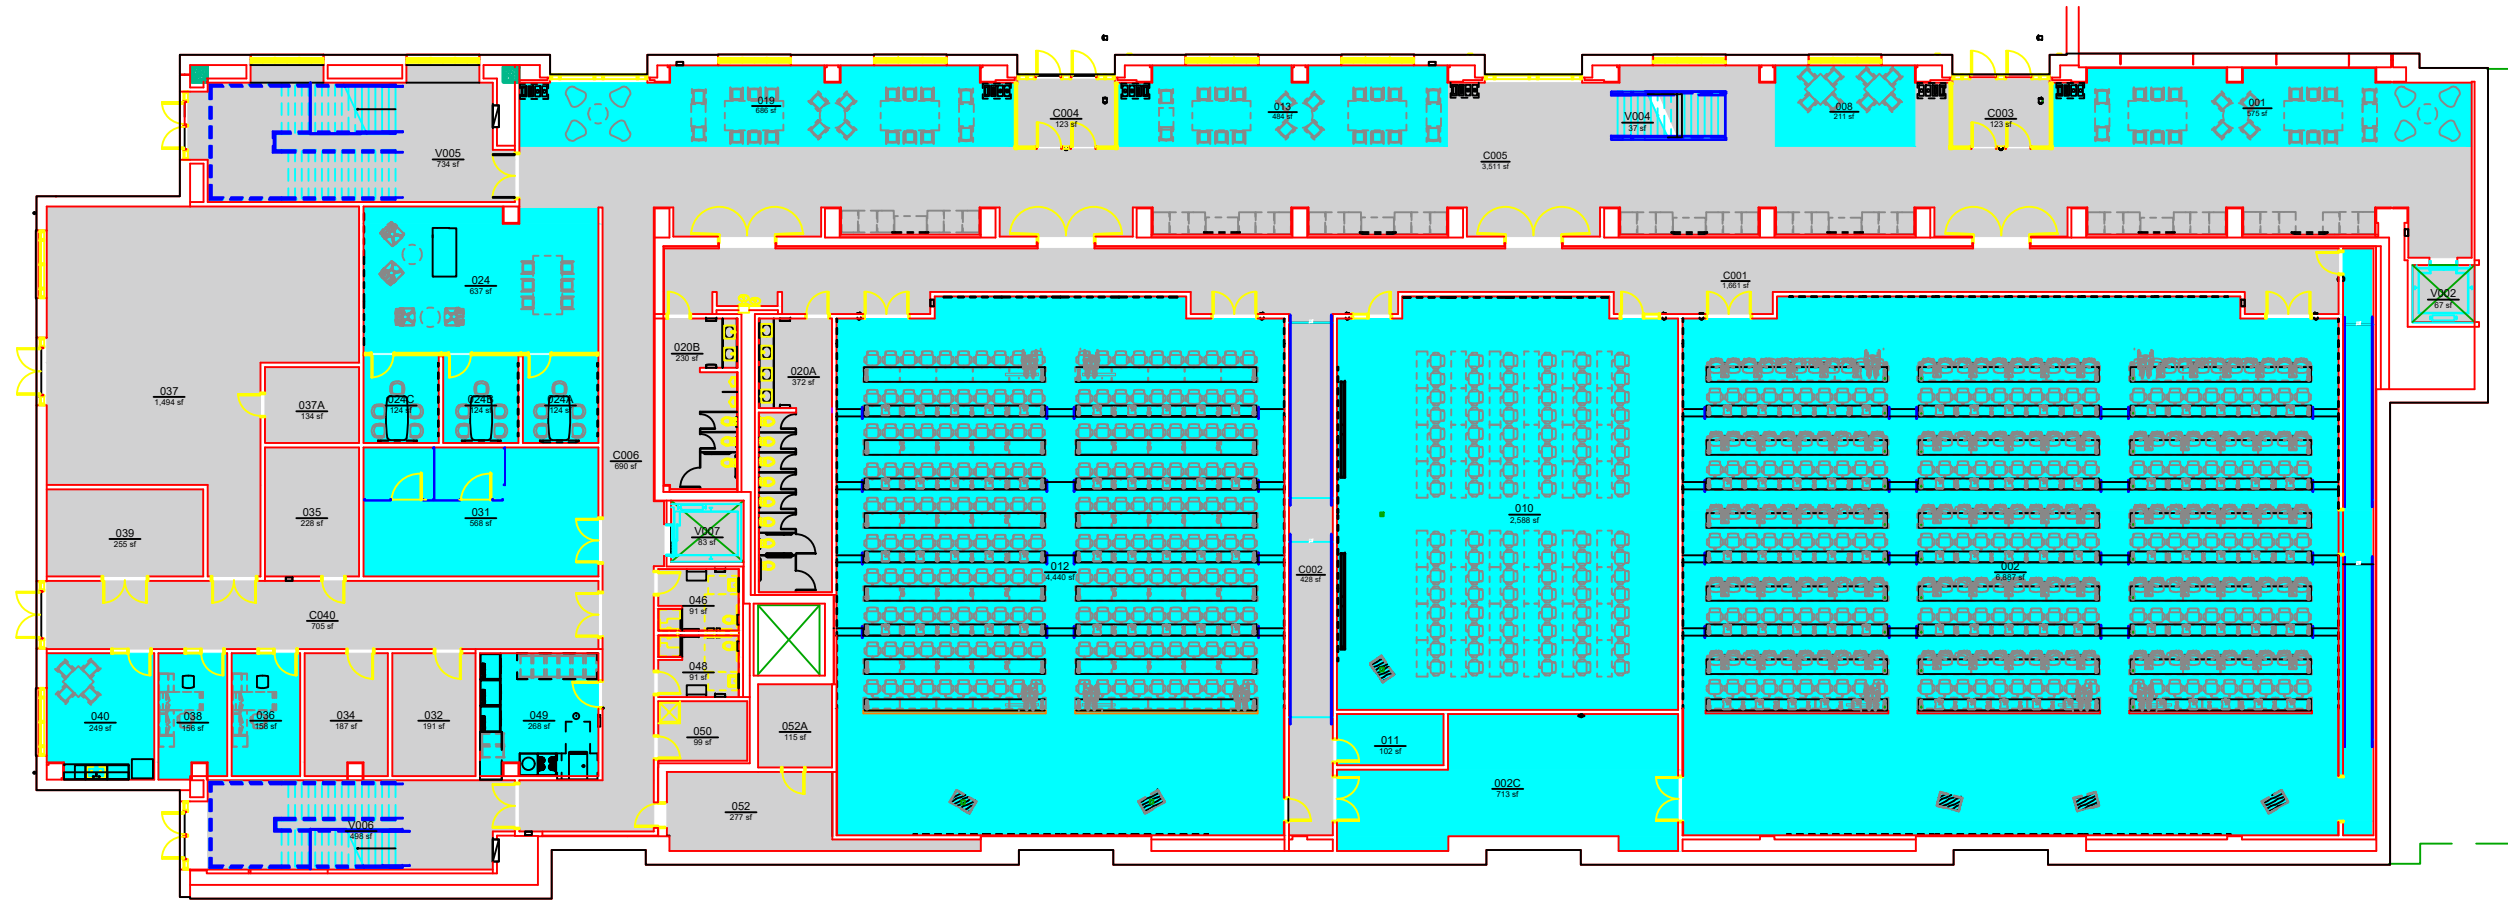 019
686 sf
C004
123 sf
013
484 sf
V004
37 sf
008
211 sf
C003
123 sf
001
575 sf
V005
734 sf
C005
3,511 sf
024
637 sf
C001
1,661 sf
V002
67 sf
020B
230 sf
020A
372 sf
037
1,494 sf
037A
134 sf
024C
124 sf
024B
124 sf
024A
124 sf
C006
690 sf
039
255 sf
035
228 sf
031
568 sf
V007
83 sf
010
2,588 sf
012
4,440 sf
C002
428 sf
002
6,687 sf
046
91 sf
C040
705 sf
048
91 sf
040
249 sf
038
156 sf
036
158 sf
034
187 sf
032
191 sf
049
268 sf
050
99 sf
052A
115 sf
011
102 sf
002C
713 sf
052
277 sf
V006
498 sf